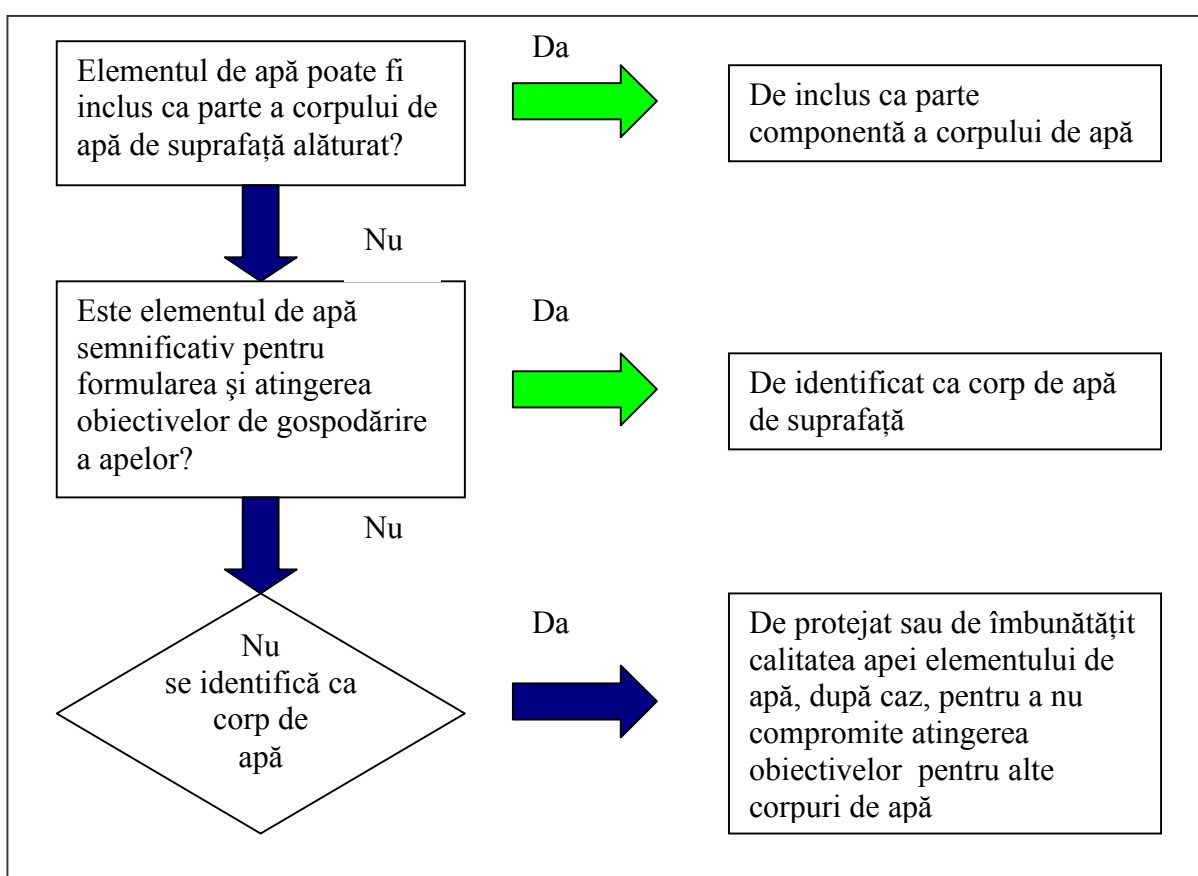 Elementul de apă poate fi
inclus ca parte a corpului de
apă de suprafață alăturat?
Da
De inclus ca parte
componentă a corpului de apă
Nu
Este elementul de apă
semnificativ pentru
formularea şi atingerea
obiectivelor de gospodărire
a apelor?
Da
De identificat ca corp de apă
de suprafață
Nu
Nu
se identifică ca
corp de
apă
Da
De protejat sau de îmbunătățit
calitatea apei elementului de
apă, după caz, pentru a nu
compromite atingerea
obiectivelor pentru alte
corpuri de apă